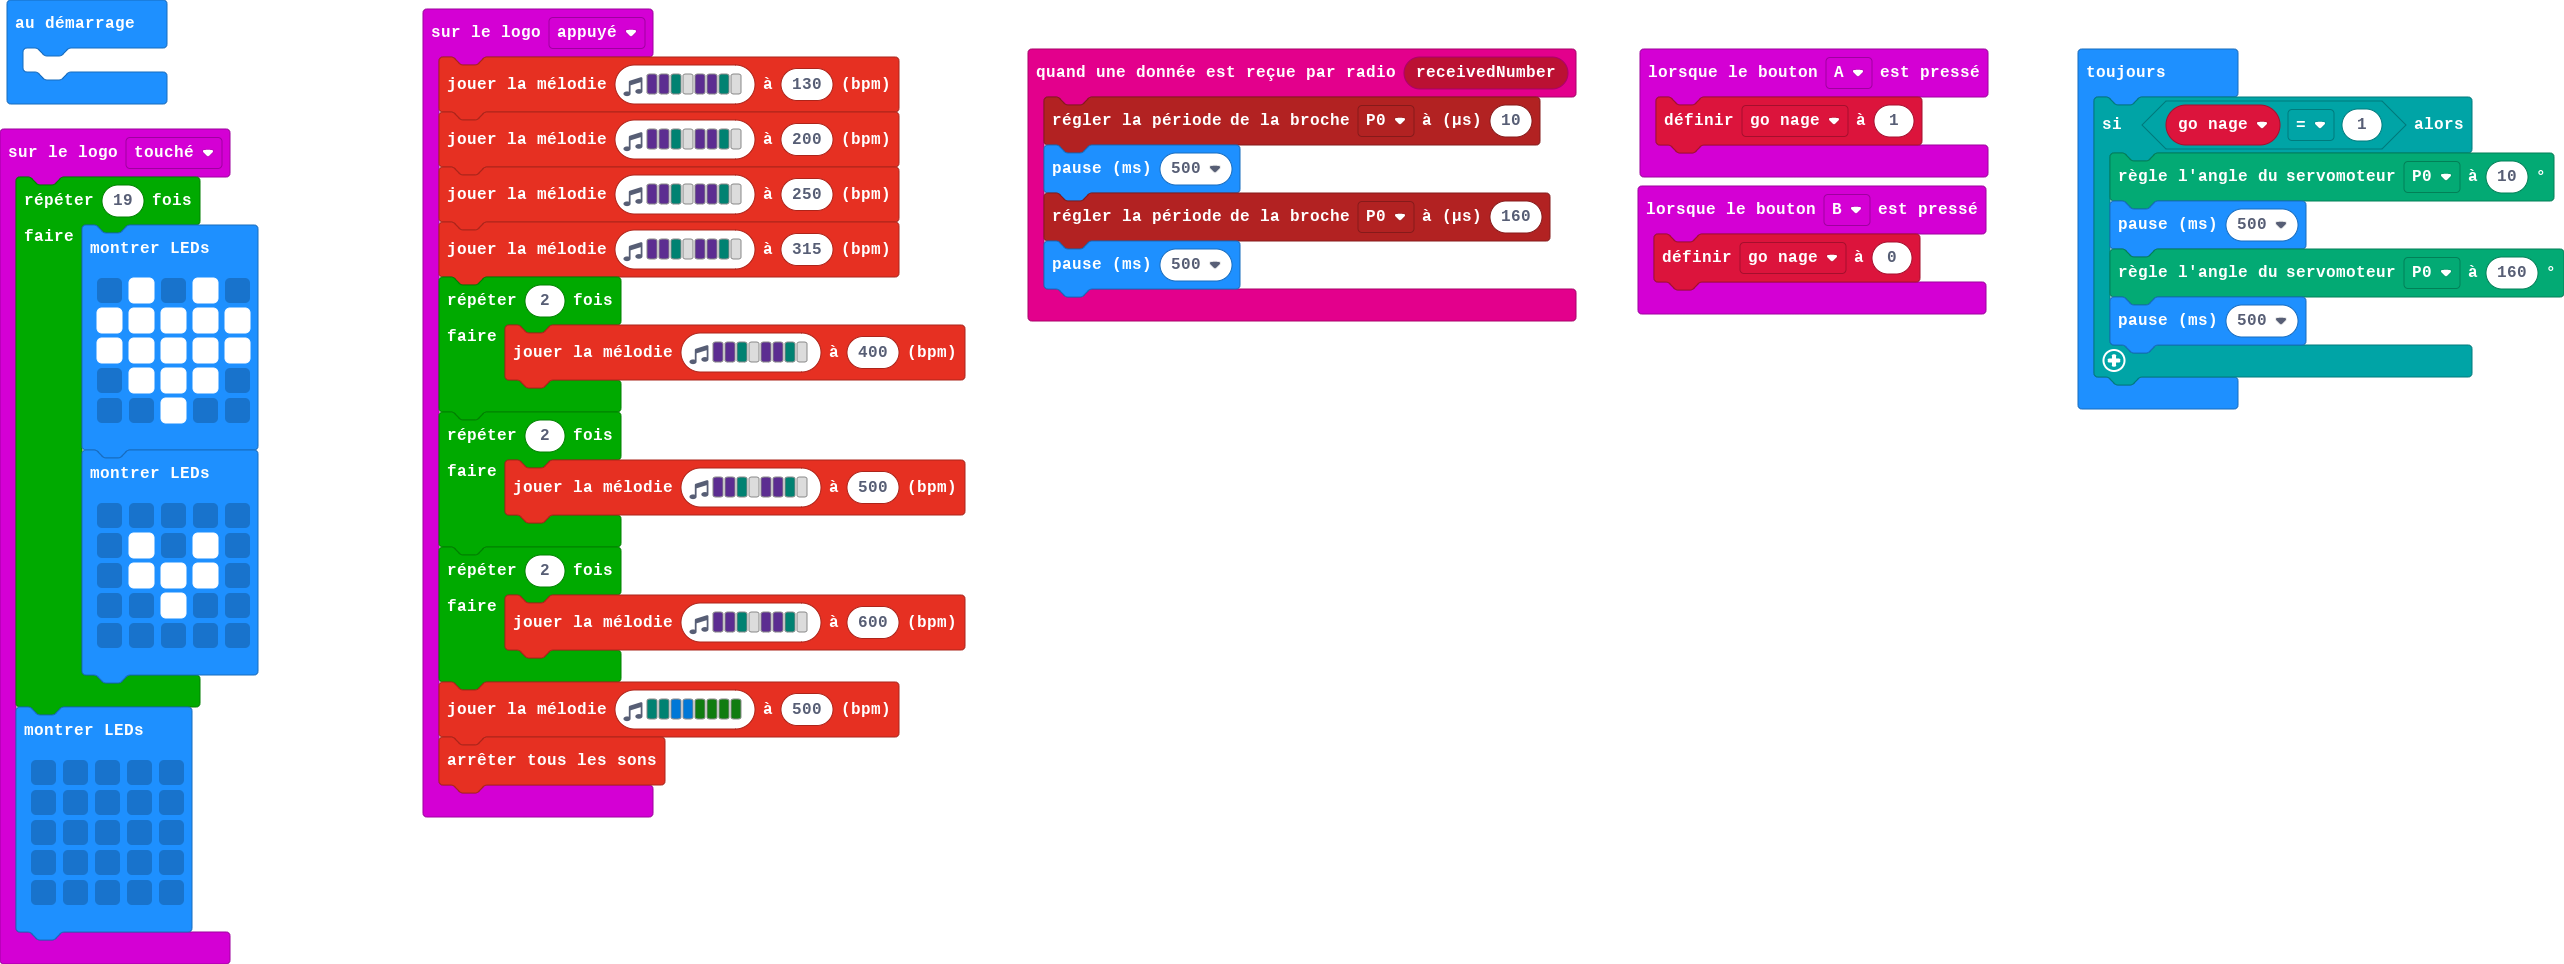 au démarrage
sur le logo touché
répéter 19 fois
faire
montrer LEDs
montrer LEDs
montrer LEDs
sur le logo appuyé
jouer la mélodie à 130 (bpm)
jouer la mélodie à 200 (bpm)
jouer la mélodie à 250 (bpm)
jouer la mélodie à 315 (bpm)
répéter 2 fois
faire
jouer la mélodie à 400 (bpm)
répéter 2 fois
faire
jouer la mélodie à 500 (bpm)
répéter 2 fois
faire
jouer la mélodie à 600 (bpm)
jouer la mélodie à 500 (bpm)
arrêter tous les sons
quand une donnée est reçue par radio receivedNumber
régler la période de la broche P0 à (µs) 10
pause (ms) 500
régler la période de la broche P0 à (µs) 160
pause (ms) 500
lorsque le bouton A est pressé
définir go nage à 1
lorsque le bouton B est pressé
définir go nage à 0
toujours
si go nage = 1 alors
règle l'angle du servomoteur P0 à 10 °
pause (ms) 500
règle l'angle du servomoteur P0 à 160 °
pause (ms) 500